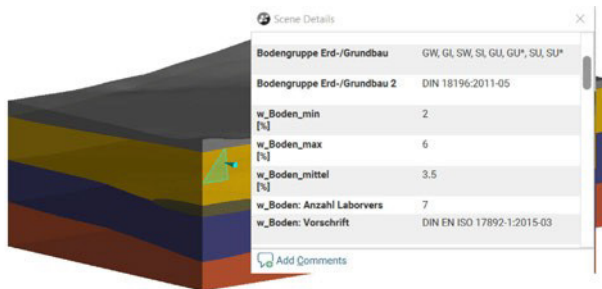 Scene Details
Bodengruppe Erd-/Grundbau GW, GI, SW, SI, GU, GU*, SU, SU*
Bodengruppe Erd-/Grundbau 2 DIN 18196:2011-05
w_Boden_min 2
[%]
w_Boden_max 6
[%]
w_Boden_mittel 3.5
[%]
w_Boden: Anzahl Laborvers 7
w_Boden: Vorschrift DIN EN ISO 17892-1:2015-03
Add Comments